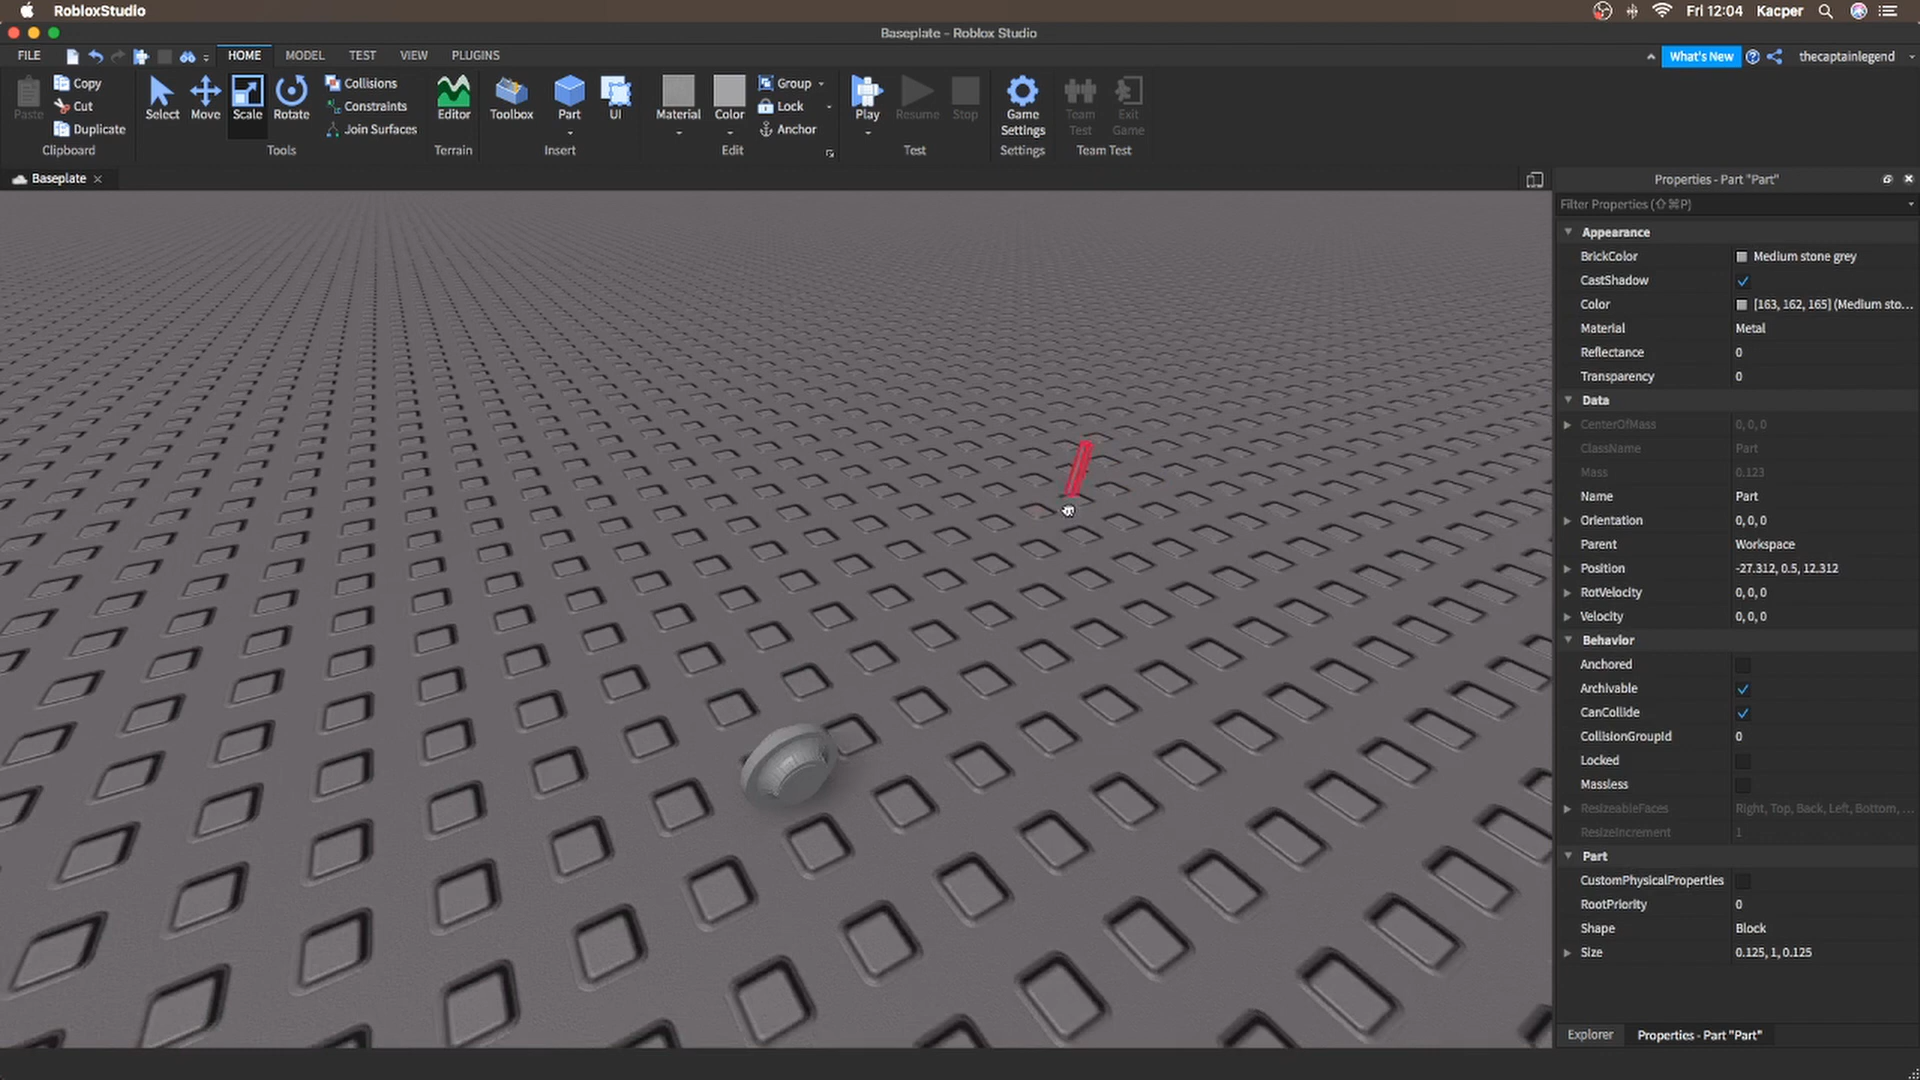 RobloxStudio
Fri 12:04 Kacper
Baseplate – Roblox Studio
FILE HOME MODEL TEST VIEW PLUGINS
What's New thecaptainlegend
Paste Copy Cut Duplicate
Select Move Scale Rotate
Collisions Constraints Join Surfaces
Editor Toolbox Part UI
Material Color Group Lock Anchor
Play Resume Stop
Game Settings
Team Test
Exit Game
Clipboard Tools Terrain Insert Edit Test Settings Team Test
Baseplate
Properties - Part "Part"
Filter Properties (⇧⌘P)
Appearance
BrickColor Medium stone grey
CastShadow
Color [163, 162, 165] (Medium sto...
Material Metal
Reflectance 0
Transparency 0
Data
CenterOfMass 0, 0, 0
ClassName Part
Mass 0.123
Name Part
Orientation 0, 0, 0
Parent Workspace
Position -27.312, 0.5, 12.312
RotVelocity 0, 0, 0
Velocity 0, 0, 0
Behavior
Anchored
Archivable
CanCollide
CollisionGroupId 0
Locked
Massless
ResizeableFaces Right, Top, Back, Left, Bottom, ...
ResizeIncrement 1
Part
CustomPhysicalProperties
RootPriority 0
Shape Block
Size 0.125, 1, 0.125
Explorer Properties - Part "Part"